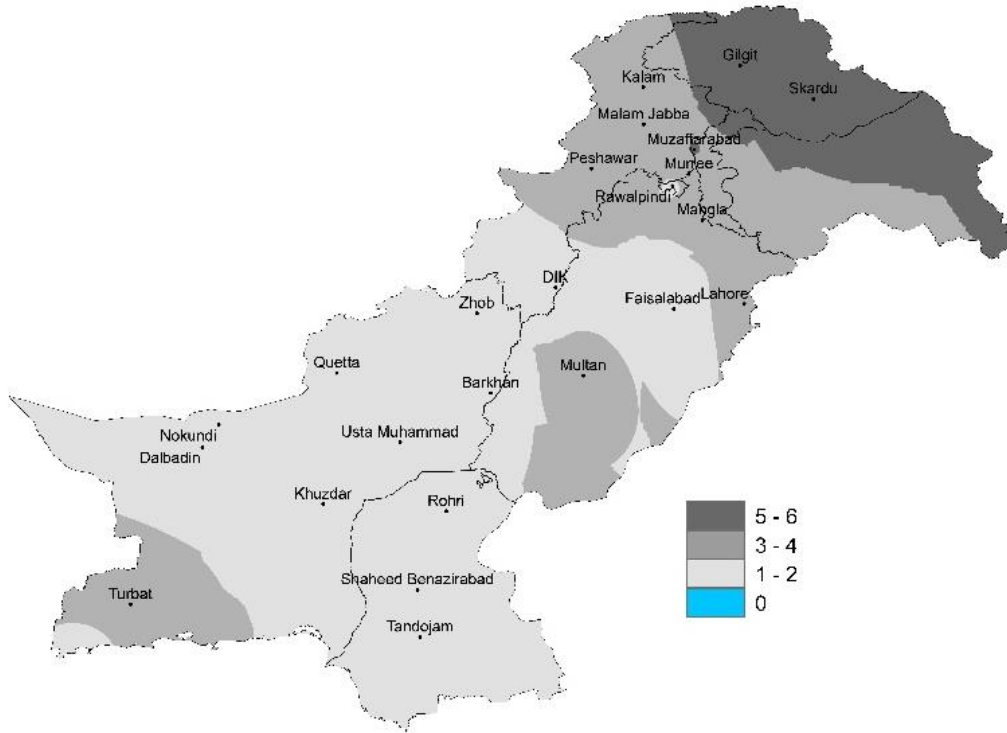 Gilgit
Kalam
Skardu
Malam Jabba
Muzaffarabad
Peshawar
Murree
Rawalpindi
Mangla
DIK
Faisalabad
Lahore
Zhob
Quetta
Multan
Barkhan
Nokundi
Usta Muhammad
Dalbadin
Khuzdar
Rohri
5 - 6
3 - 4
1 - 2
0
Shaheed Benazirabad
Turbat
Tandojam